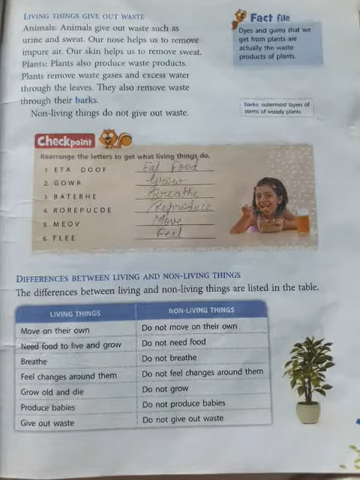 LIVING THINGS GIVE OUT WASTE
Animals: Animals give out waste such as
urine and sweat. Our nose helps us to remove
impure air. Our skin helps us to remove sweat.
Plants: Plants also produce waste products.
Plants remove waste gases and excess water
through the leaves. They also remove waste
through their barks.
Non-living things do not give out waste.
Fact file
Dyes and gums that we
get from plants are
actually the waste
products of plants.
barks: outermost layers of
stems of woody plants
Checkpoint
Rearrange the letters to get what living things do.
1. ETA DOOF Eat Food
2. GOWR Grow
3. BATERHE Breathe
4. ROREPUCDE Reproduce
5. MEOV Move
6. FLEE Feel
DIFFERENCES BETWEEN LIVING AND NON-LIVING THINGS
The differences between living and non-living things are listed in the table.
LIVING THINGS NON-LIVING THINGS
Move on their own Do not move on their own
Need food to live and grow Do not need food
Breathe Do not breathe
Feel changes around them Do not feel changes around them
Grow old and die Do not grow
Produce babies Do not produce babies
Give out waste Do not give out waste